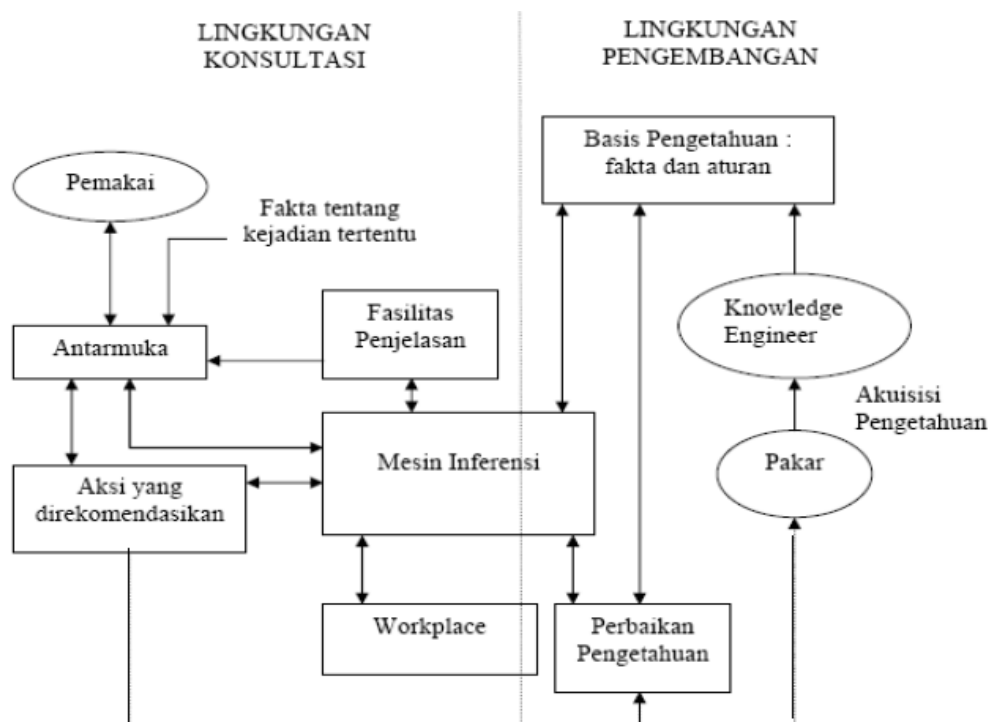 LINGKUNGAN
KONSULTASI
LINGKUNGAN
PENGEMBANGAN
Basis Pengetahuan :
fakta dan aturan
Pemakai
Fakta tentang
kejadian tertentu
Fasilitas
Penjelasan
Knowledge
Engineer
Antarmuka
Akuisisi
Pengetahuan
Mesin Inferensi
Pakar
Aksi yang
direkomendasikan
Workplace
Perbaikan
Pengetahuan